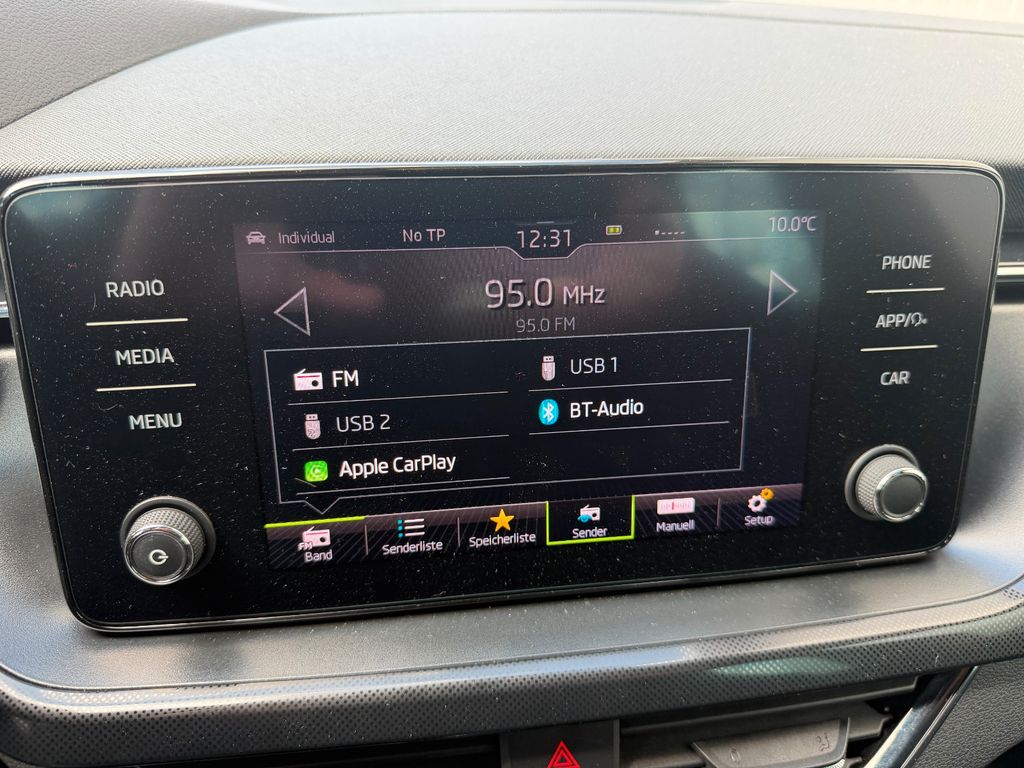 Individual No TP 12:31 10.0°C
RADIO
MEDIA
MENU
95.0 MHz
95.0 FM
FM
USB 1
USB 2
BT-Audio
Apple CarPlay
FM
Band
Senderliste
Speicherliste
Sender
Manuell
Setup
PHONE
APP/
CAR